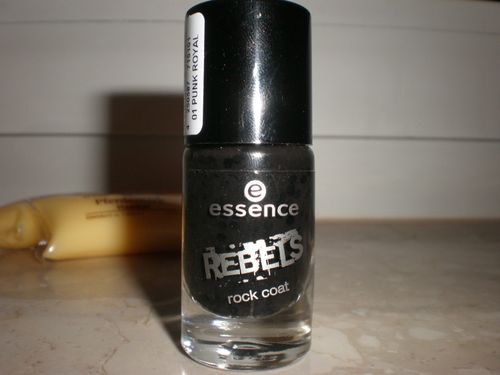 01 PUNK ROYAL
e
essence
REBELS
rock coat